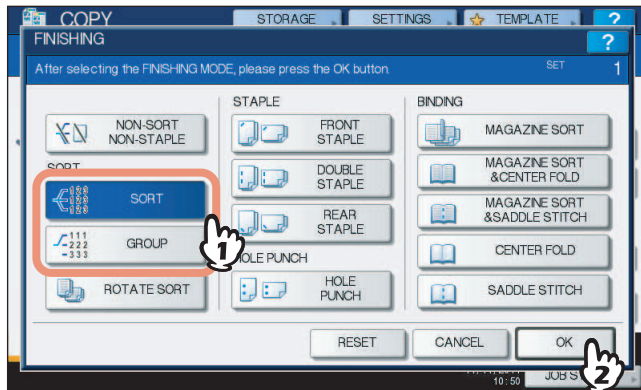 COPY
STORAGE
SETTINGS
TEMPLATE
?
FINISHING
?
After selecting the FINISHING MODE, please press the OK button.
SET
1
NON-SORT
NON-STAPLE
SORT
123
123
123
SORT
111
222
333
GROUP
ROTATE SORT
STAPLE
FRONT
STAPLE
DOUBLE
STAPLE
REAR
STAPLE
HOLE PUNCH
HOLE
PUNCH
BINDING
MAGAZINE SORT
MAGAZINE SORT
&CENTER FOLD
MAGAZINE SORT
&SADDLE STITCH
CENTER FOLD
SADDLE STITCH
1
RESET
CANCEL
OK
2
10:50
JOB S